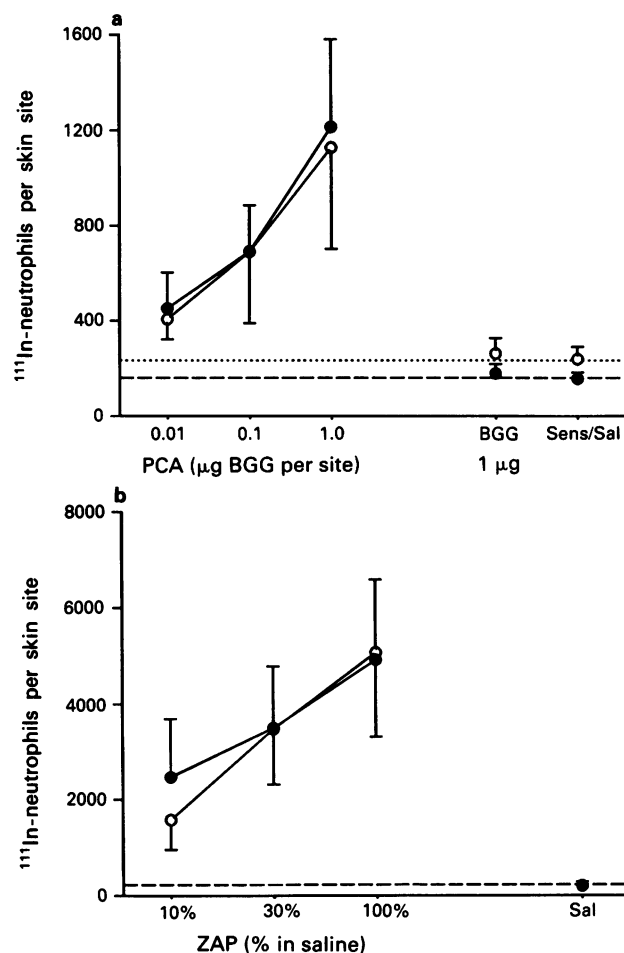 a
1600
1200
800
400
0
¹¹¹In-neutrophils per skin site
0.01 0.1 1.0 BGG Sens/Sal
PCA (µg BGG per site) 1 µg
b
8000
6000
4000
2000
0
¹¹¹In-neutrophils per skin site
10% 30% 100% Sal
ZAP (% in saline)